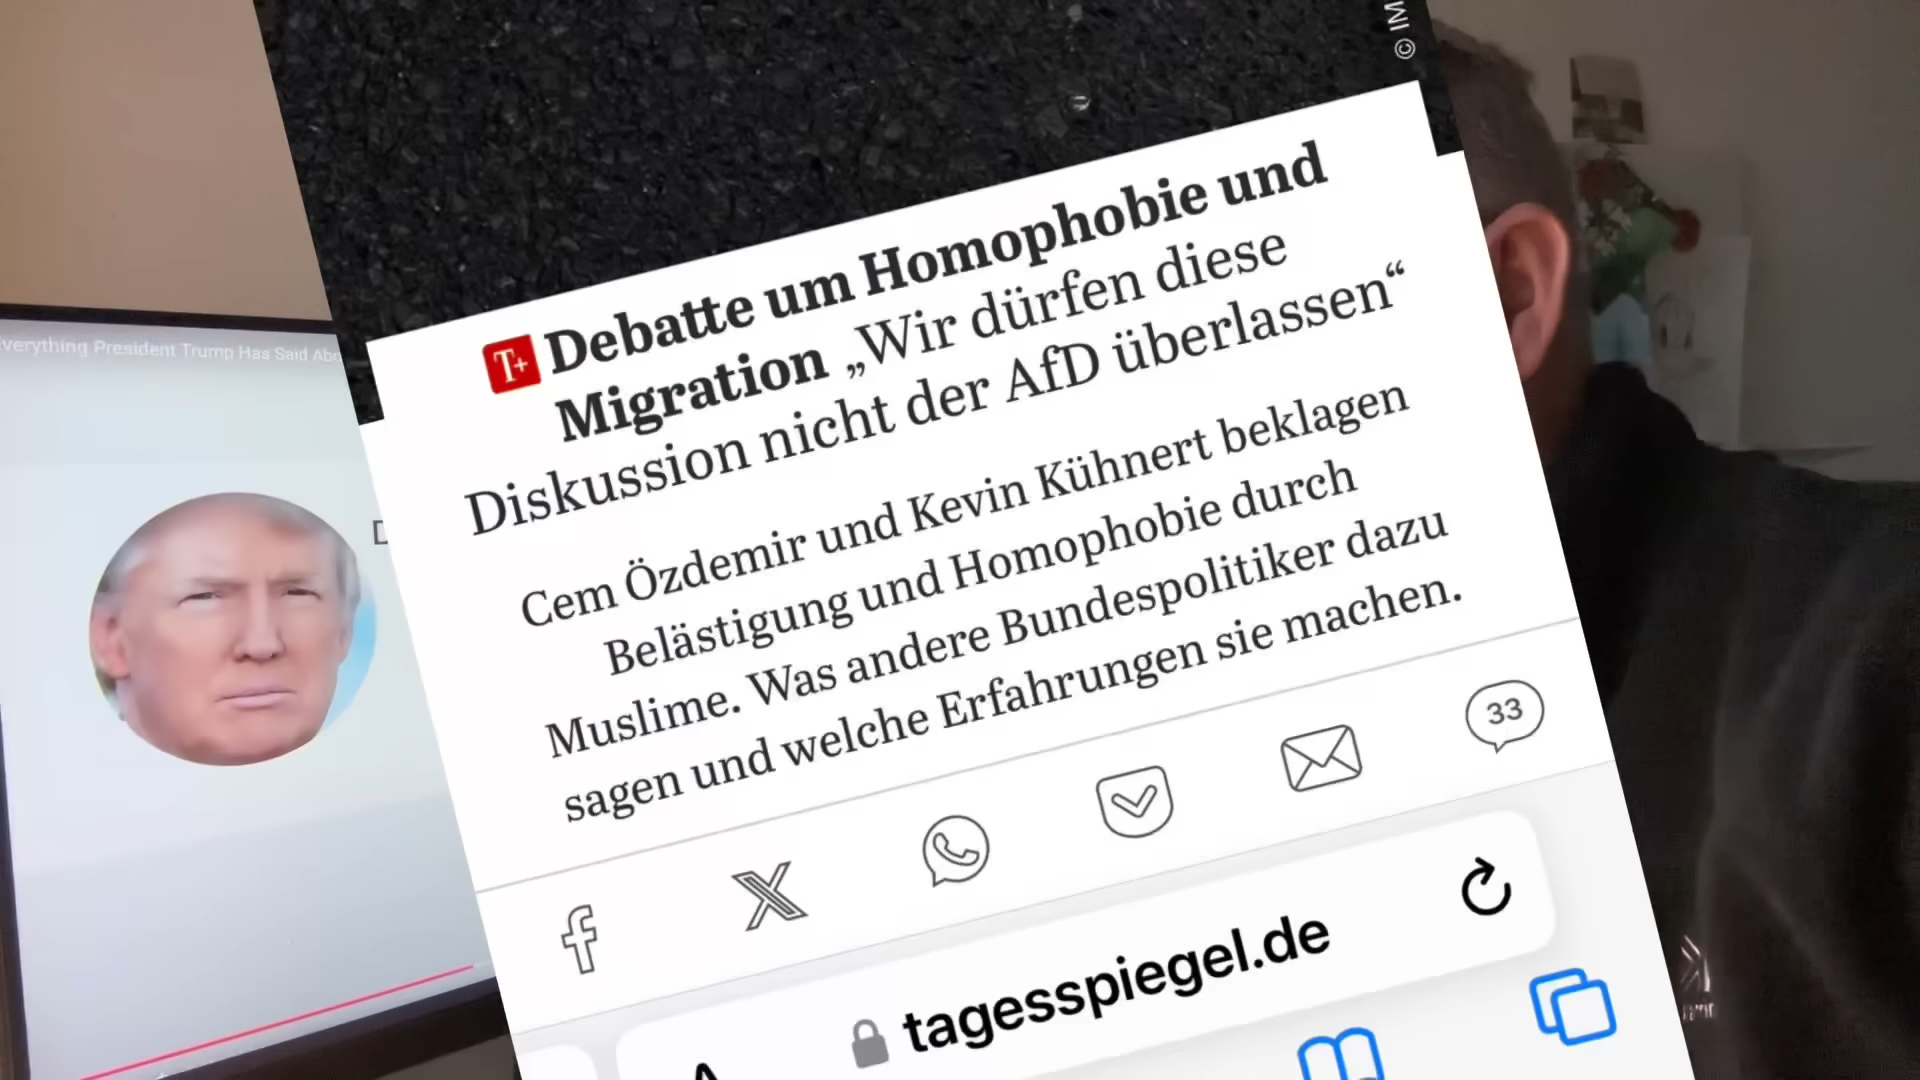 © IM
verything President Trump Has Said Abo
T+ Debatte um Homophobie und
Migration „Wir dürfen diese
Diskussion nicht der AfD überlassen“
Cem Özdemir und Kevin Kühnert beklagen
Belästigung und Homophobie durch
Muslime. Was andere Bundespolitiker dazu
sagen und welche Erfahrungen sie machen.
33
tagesspiegel.de